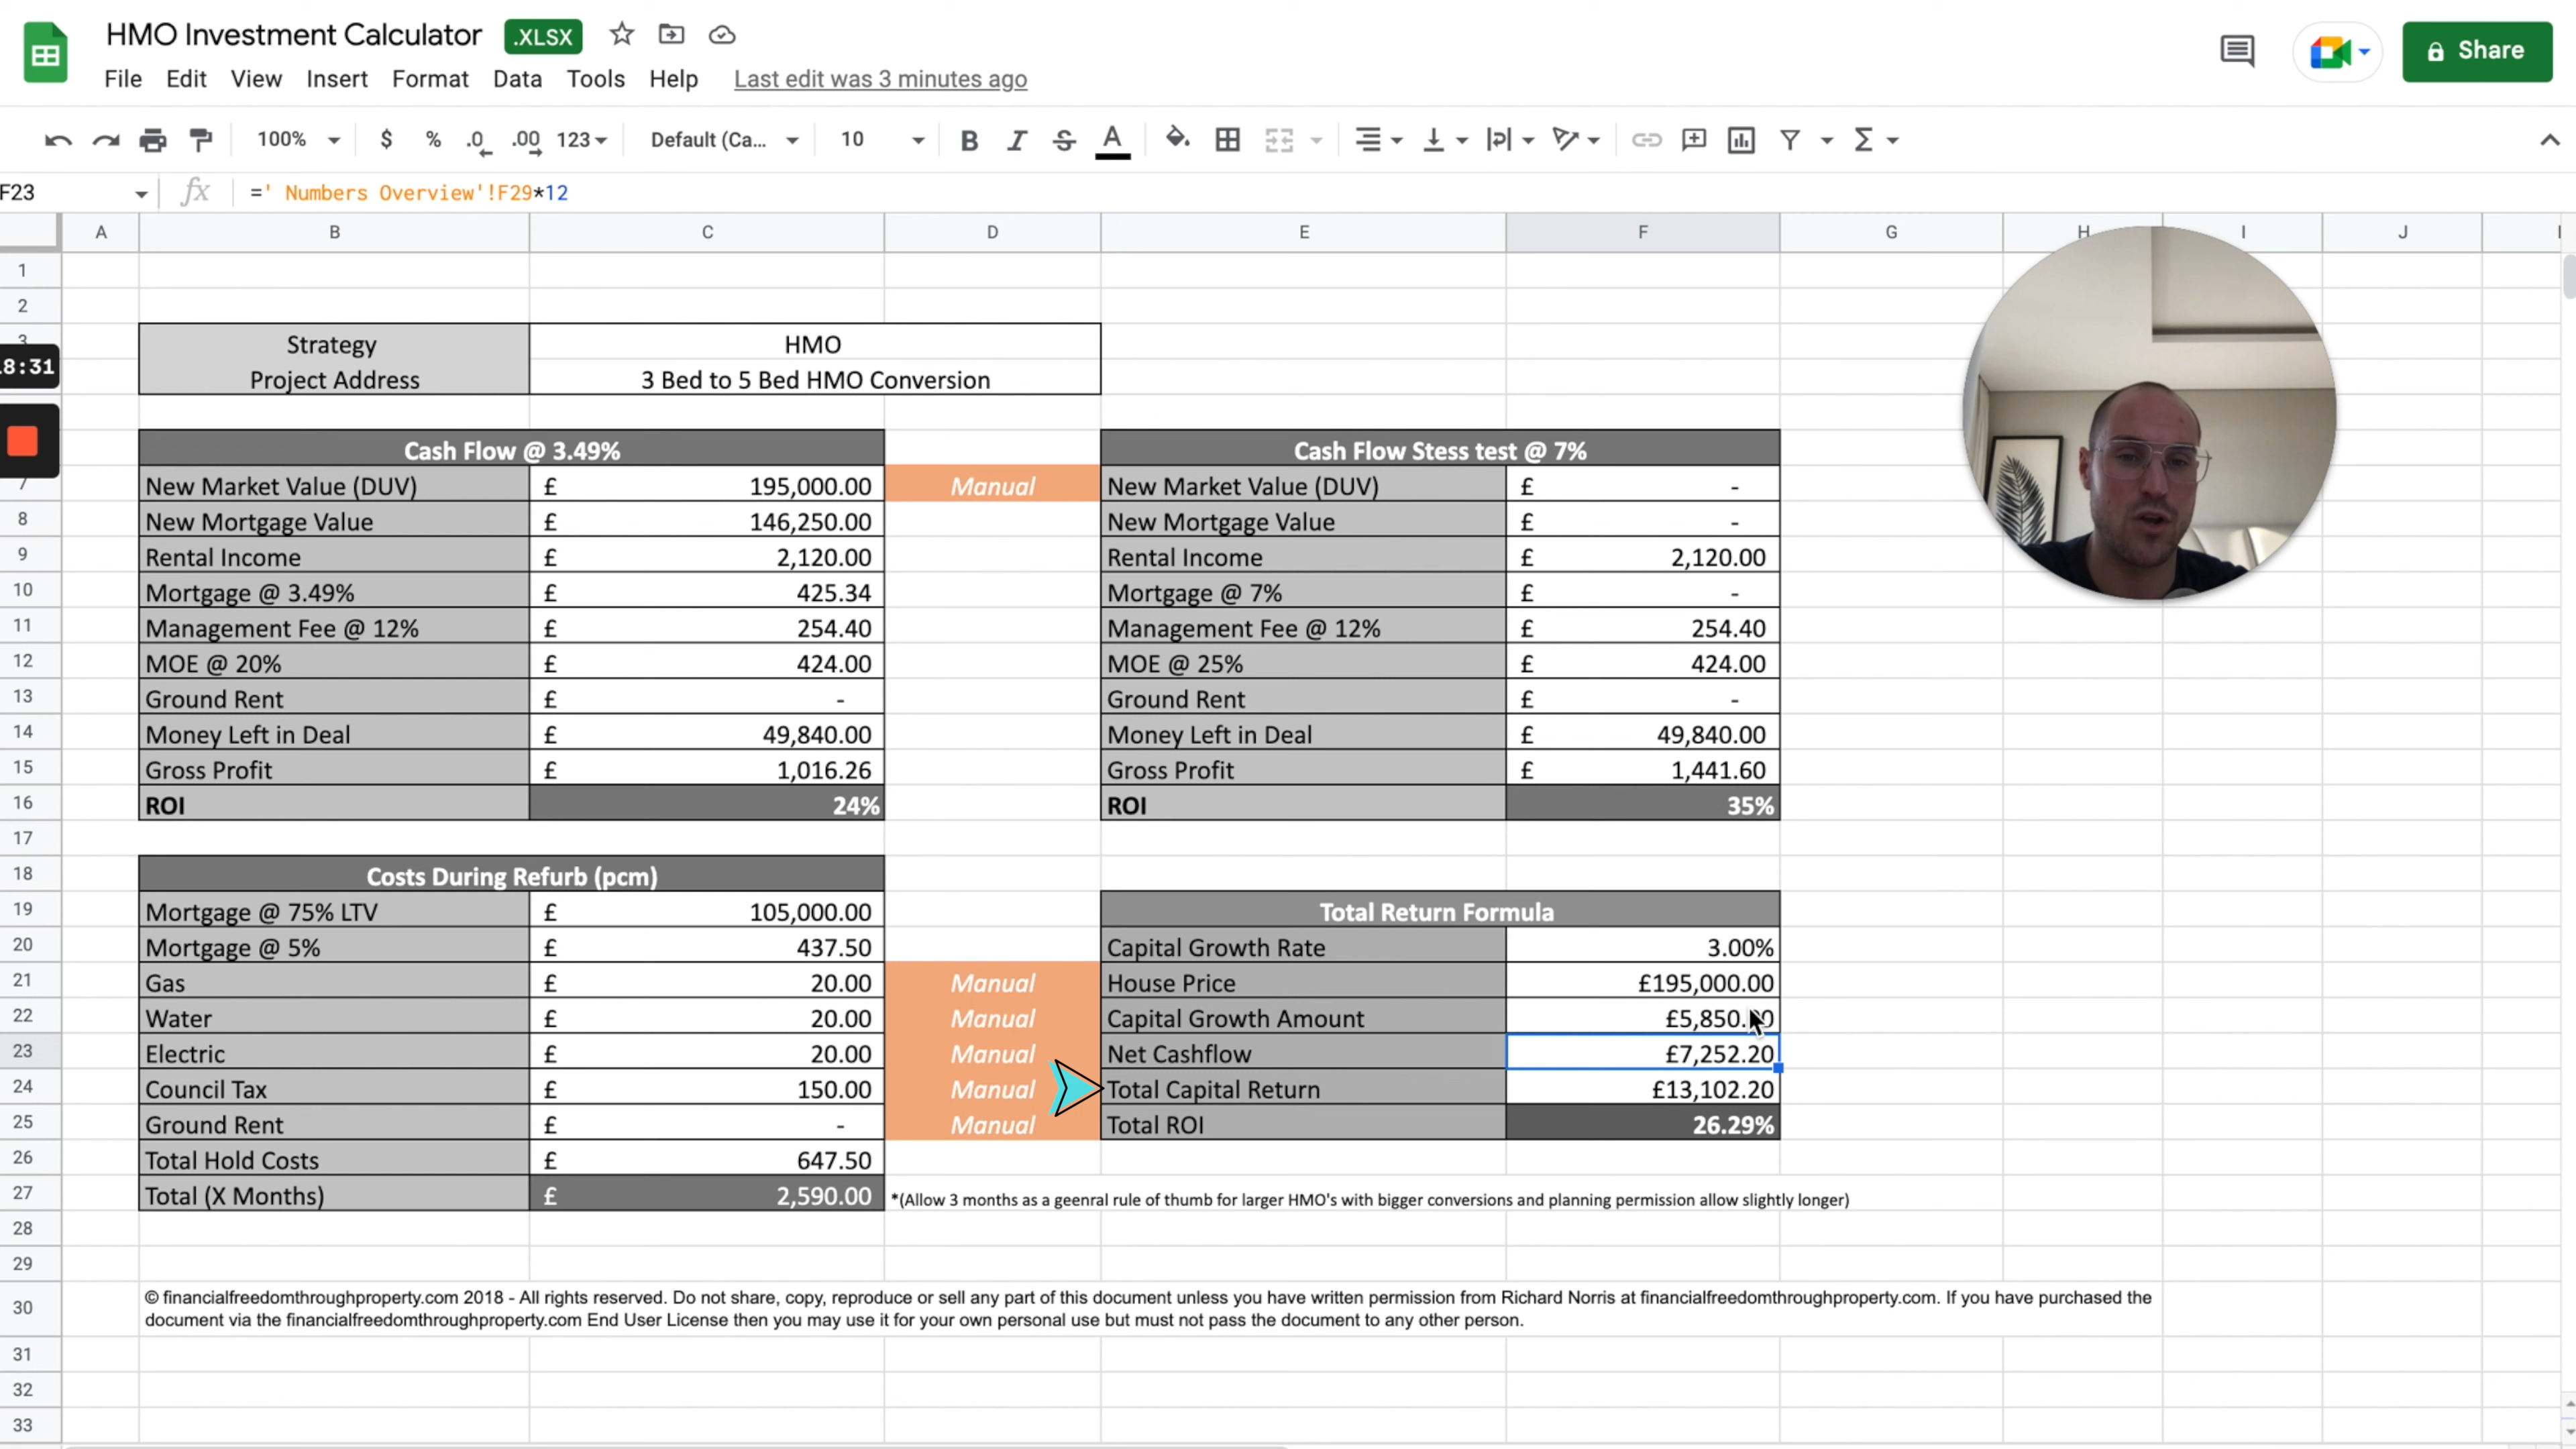 HMO Investment Calculator .XLSX
Share
File Edit View Insert Format Data Tools Help Last edit was 3 minutes ago
100% $ % .0 .00 123 Default (Ca... 10 B I S A Σ
F23 fx =' Numbers Overview'!F29*12
A B C D E F G H I J
1
2
3 Strategy HMO
8:31 Project Address 3 Bed to 5 Bed HMO Conversion
Cash Flow @ 3.49% Cash Flow Stess test @ 7%
7 New Market Value (DUV) £ 195,000.00 Manual New Market Value (DUV) £ -
8 New Mortgage Value £ 146,250.00 New Mortgage Value £ -
9 Rental Income £ 2,120.00 Rental Income £ 2,120.00
10 Mortgage @ 3.49% £ 425.34 Mortgage @ 7% £ -
11 Management Fee @ 12% £ 254.40 Management Fee @ 12% £ 254.40
12 MOE @ 20% £ 424.00 MOE @ 25% £ 424.00
13 Ground Rent £ - Ground Rent £ -
14 Money Left in Deal £ 49,840.00 Money Left in Deal £ 49,840.00
15 Gross Profit £ 1,016.26 Gross Profit £ 1,441.60
16 ROI 24% ROI 35%
17
18 Costs During Refurb (pcm)
19 Mortgage @ 75% LTV £ 105,000.00 Total Return Formula
20 Mortgage @ 5% £ 437.50 Capital Growth Rate 3.00%
21 Gas £ 20.00 Manual House Price £195,000.00
22 Water £ 20.00 Manual Capital Growth Amount £5,850.00
23 Electric £ 20.00 Manual Net Cashflow £7,252.20
24 Council Tax £ 150.00 Manual Total Capital Return £13,102.20
25 Ground Rent £ - Manual Total ROI 26.29%
26 Total Hold Costs £ 647.50
27 Total (X Months) £ 2,590.00 *(Allow 3 months as a geenral rule of thumb for larger HMO's with bigger conversions and planning permission allow slightly longer)
28
29
30 © financialfreedomthroughproperty.com 2018 - All rights reserved. Do not share, copy, reproduce or sell any part of this document unless you have written permission from Richard Norris at financialfreedomthroughproperty.com. If you have purchased the
document via the financialfreedomthroughproperty.com End User License then you may use it for your own personal use but must not pass the document to any other person.
31
32
33